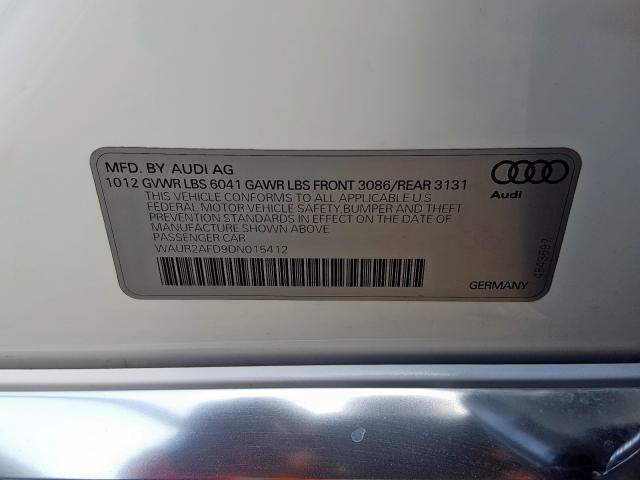 MFD. BY AUDI AG
1012 GVWR LBS 6041 GAWR LBS FRONT 3086/REAR 3131
THIS VEHICLE CONFORMS TO ALL APPLICABLE U S
FEDERAL MOTOR VEHICLE SAFETY, BUMPER AND THEFT
PREVENTION STANDARDS IN EFFECT ON THE DATE
OF MANUFACTURE SHOWN ABOVE.
PASSENGER CAR
WAUR2AFD9DN015412
Audi
4543697
GERMANY